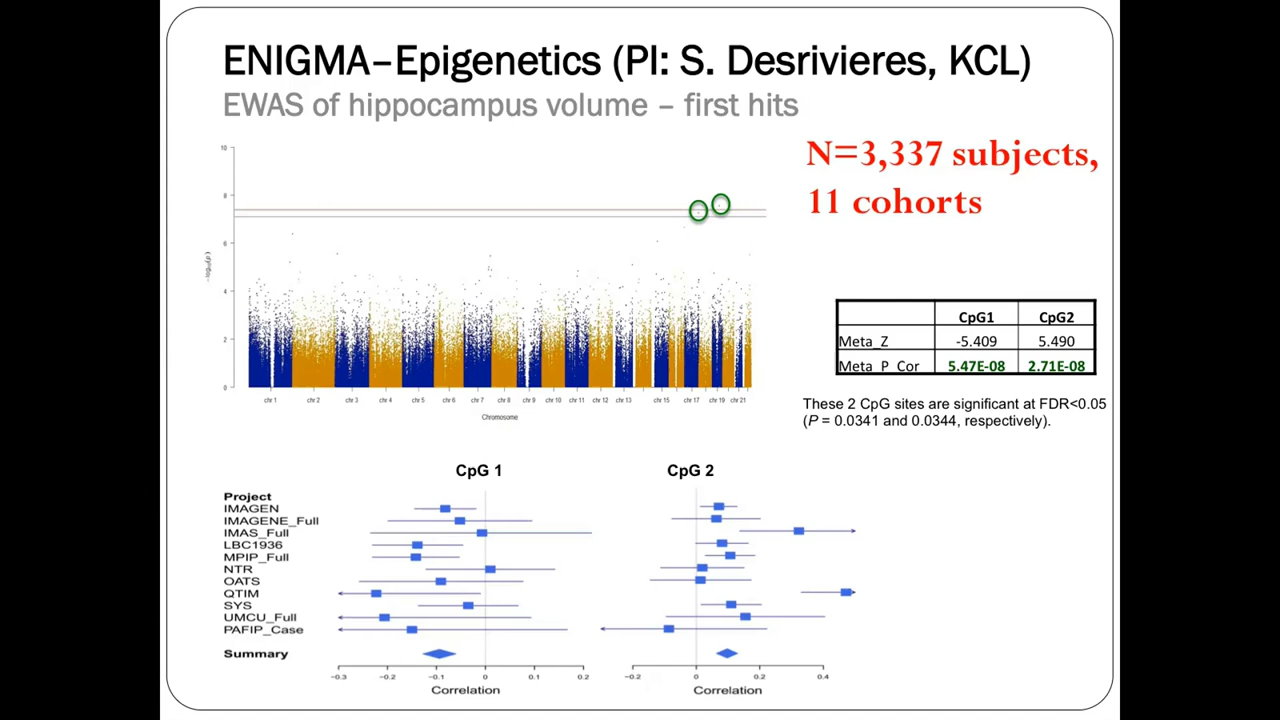 ENIGMA–Epigenetics (PI: S. Desrivieres, KCL)
EWAS of hippocampus volume – first hits
N=3,337 subjects,
11 cohorts
10
8
6
4
2
0
-log10(p)
chr 1 chr 2 chr 3 chr 4 chr 5 chr 6 chr 7 chr 8 chr 9 chr 10 chr 11 chr 12 chr 13 chr 15 chr 17 chr 19 chr 21
Chromosome
CpG1 CpG2
Meta_Z -5.409 5.490
Meta_P_Cor 5.47E-08 2.71E-08
These 2 CpG sites are significant at FDR<0.05
(P = 0.0341 and 0.0344, respectively).
CpG 1 CpG 2
Project
IMAGEN
IMAGENE_Full
IMAS_Full
LBC1936
MPIP_Full
NTR
OATS
QTIM
SYS
UMCU_Full
PAFIP_Case
Summary
−0.3 −0.2 −0.1 0 0.1 0.2 −0.2 0 0.2 0.4
Correlation Correlation